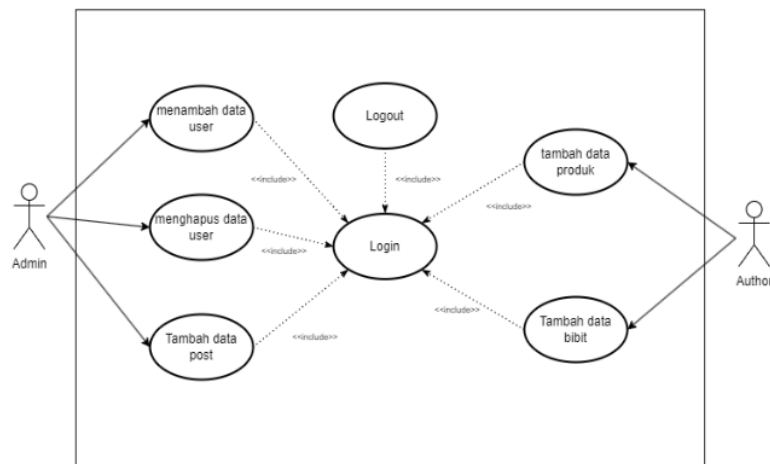 menambah data
user
Logout
<<include>>
<<include>>
tambah data
produk
<<include>>
Admin
menghapus data
user
<<include>>
Login
Author
Tambah data
post
<<include>>
<<include>>
Tambah data
bibit